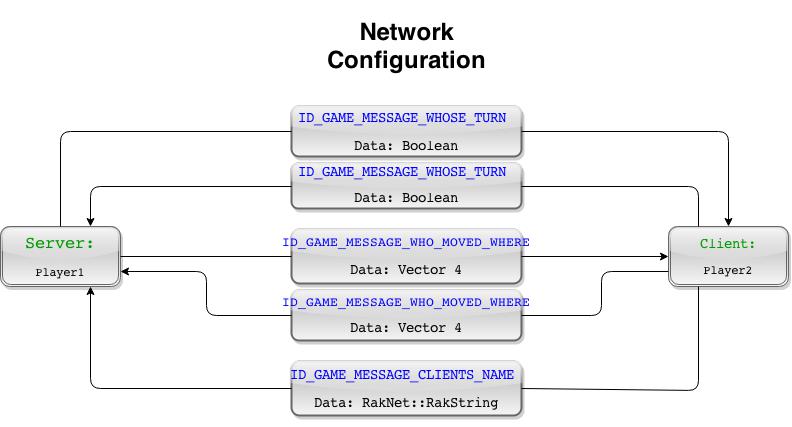 Network
Configuration
ID_GAME_MESSAGE_WHOSE_TURN
Data: Boolean
ID_GAME_MESSAGE_WHOSE_TURN
Data: Boolean
Server:
Player1
ID_GAME_MESSAGE_WHO_MOVED_WHERE
Data: Vector 4
Client:
Player2
ID_GAME_MESSAGE_WHO_MOVED_WHERE
Data: Vector 4
ID_GAME_MESSAGE_CLIENTS_NAME
Data: RakNet::RakString